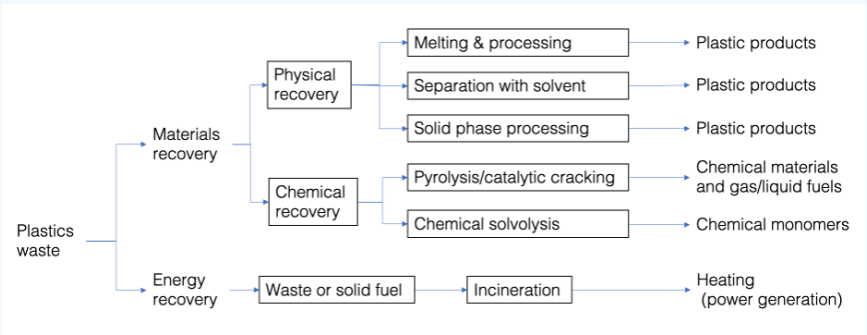 Melting & processing
Plastic products
Physical
recovery
Separation with solvent
Plastic products
Solid phase processing
Plastic products
Materials
recovery
Pyrolysis/catalytic cracking
Chemical materials
and gas/liquid fuels
Chemical
recovery
Chemical solvolysis
Chemical monomers
Plastics
waste
Energy
recovery
Waste or solid fuel
Incineration
Heating
(power generation)